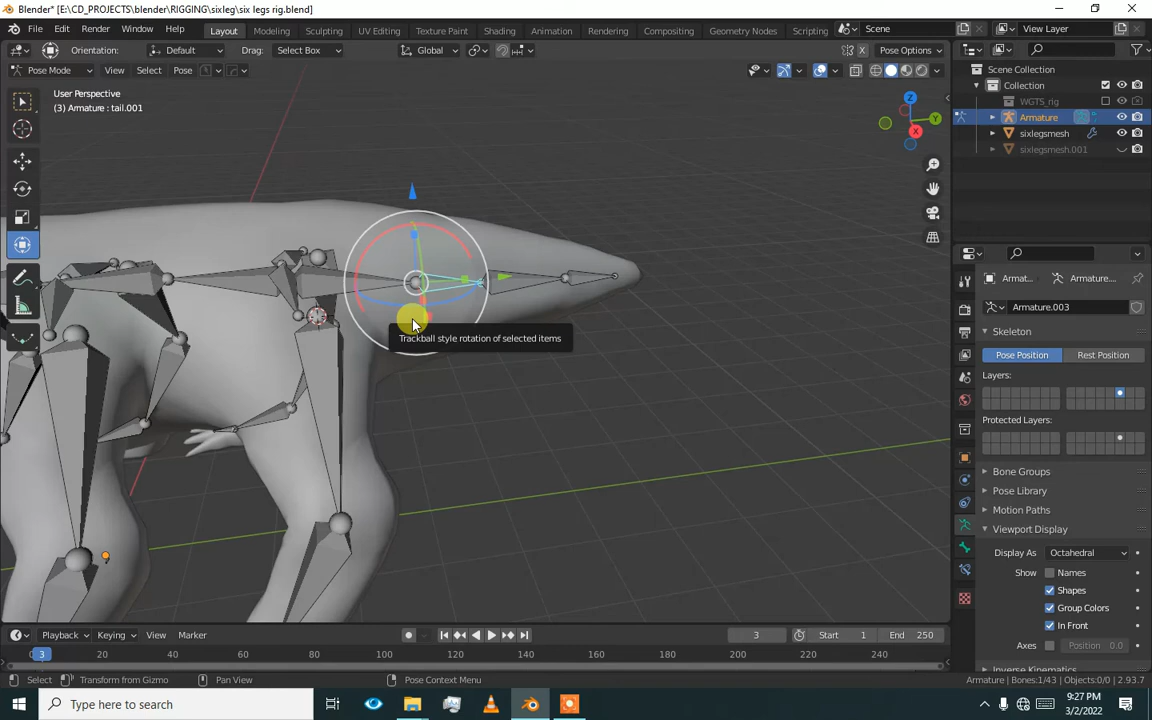 Blender* [E:\CD_PROJECTS\blender\RIGGING\sixleg\six legs rig.blend]
File Edit Render Window Help Layout Modeling Sculpting UV Editing Texture Paint Shading Animation Rendering Compositing Geometry Nodes Scripting Scene View Layer
Orientation: Default Drag: Select Box Global Pose Options
Pose Mode View Select Pose
User Perspective
(3) Armature : tail.001
Z
Y
X
Scene Collection
Collection
WGTS_rig
Armature
sixlegsmesh
sixlegsmesh.001
Trackball style rotation of selected items
Armat... Armature....
Armature.003
Skeleton
Pose Position Rest Position
Layers:
Protected Layers:
Bone Groups
Pose Library
Motion Paths
Viewport Display
Display As Octahedral
Show Names
Shapes
Group Colors
In Front
Axes Position 0.0
Inverse Kinematics
Playback Keying View Marker 3 Start 1 End 250
3 20 40 60 80 100 120 140 160 180 200 220 240
Select Transform from Gizmo Pan View Pose Context Menu Armature | Bones:1/43 | Objects:0/0 | 2.93.7
Type here to search
9:27 PM
3/2/2022